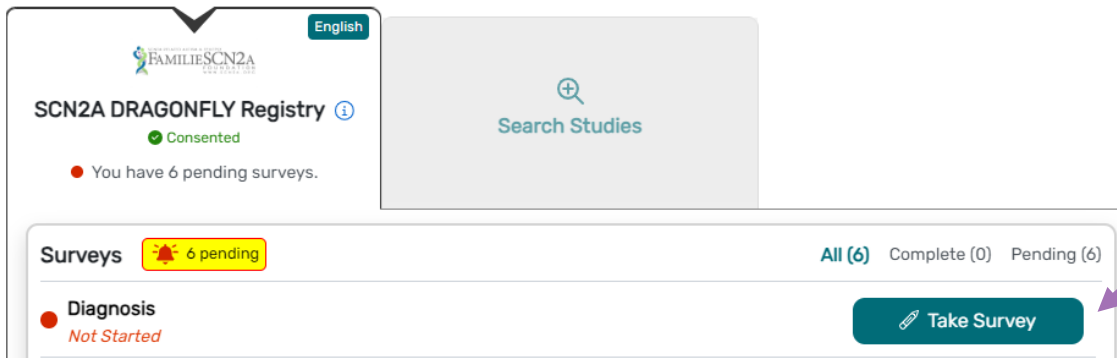 English
FAMILIESCN2A
FOUNDATION
SCN2A DRAGONFLY Registry
Consented
You have 6 pending surveys.
Search Studies
Surveys
6 pending
All (6) Complete (0) Pending (6)
Diagnosis
Not Started
Take Survey